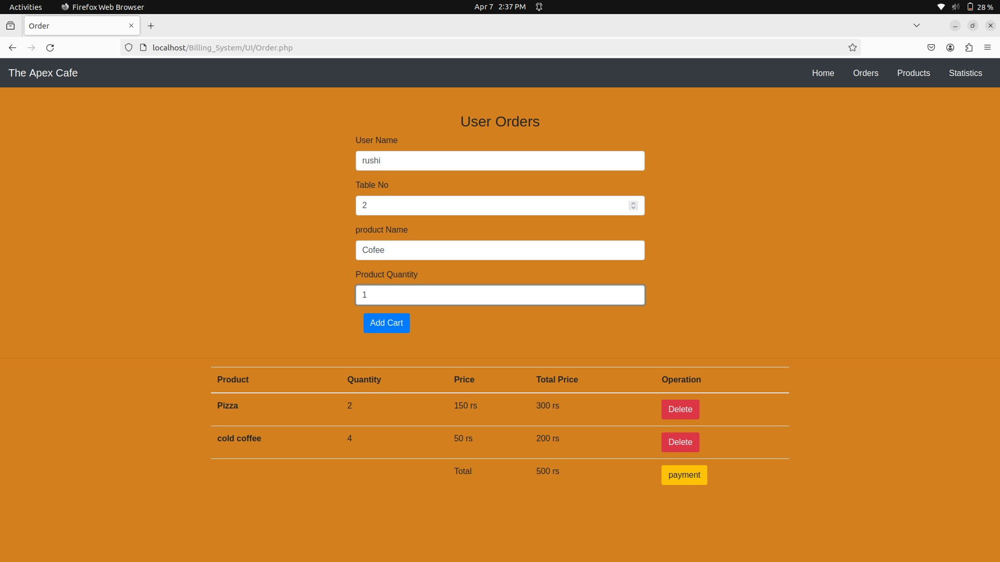 Activities Firefox Web Browser Apr 7 2:37 PM 28 %
Order
localhost/Billing_System/UI/Order.php
The Apex Cafe Home Orders Products Statistics
User Orders
User Name
rushi
Table No
2
product Name
Cofee
Product Quantity
1
Add Cart
Product Quantity Price Total Price Operation
Pizza 2 150 rs 300 rs Delete
cold coffee 4 50 rs 200 rs Delete
Total 500 rs payment